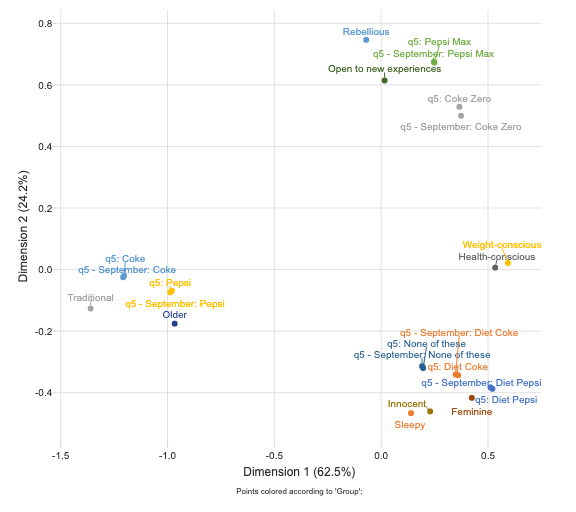 0.8
Rebellious
q5: Pepsi Max
q5 - September: Pepsi Max
Open to new experiences
0.6
q5: Coke Zero
q5 - September: Coke Zero
0.4
0.2
Weight-conscious
Health-conscious
q5: Coke
q5 - September: Coke
0.0
q5: Pepsi
Traditional
q5 - September: Pepsi
Older
-0.2
q5 - September: Diet Coke
q5: None of these
q5 - September: None of these
q5: Diet Coke
q5 - September: Diet Pepsi
-0.4
q5: Diet Pepsi
Innocent
Feminine
Sleepy
Dimension 2 (24.2%)
-1.5 -1.0 -0.5 0.0 0.5
Dimension 1 (62.5%)
Points colored according to 'Group';